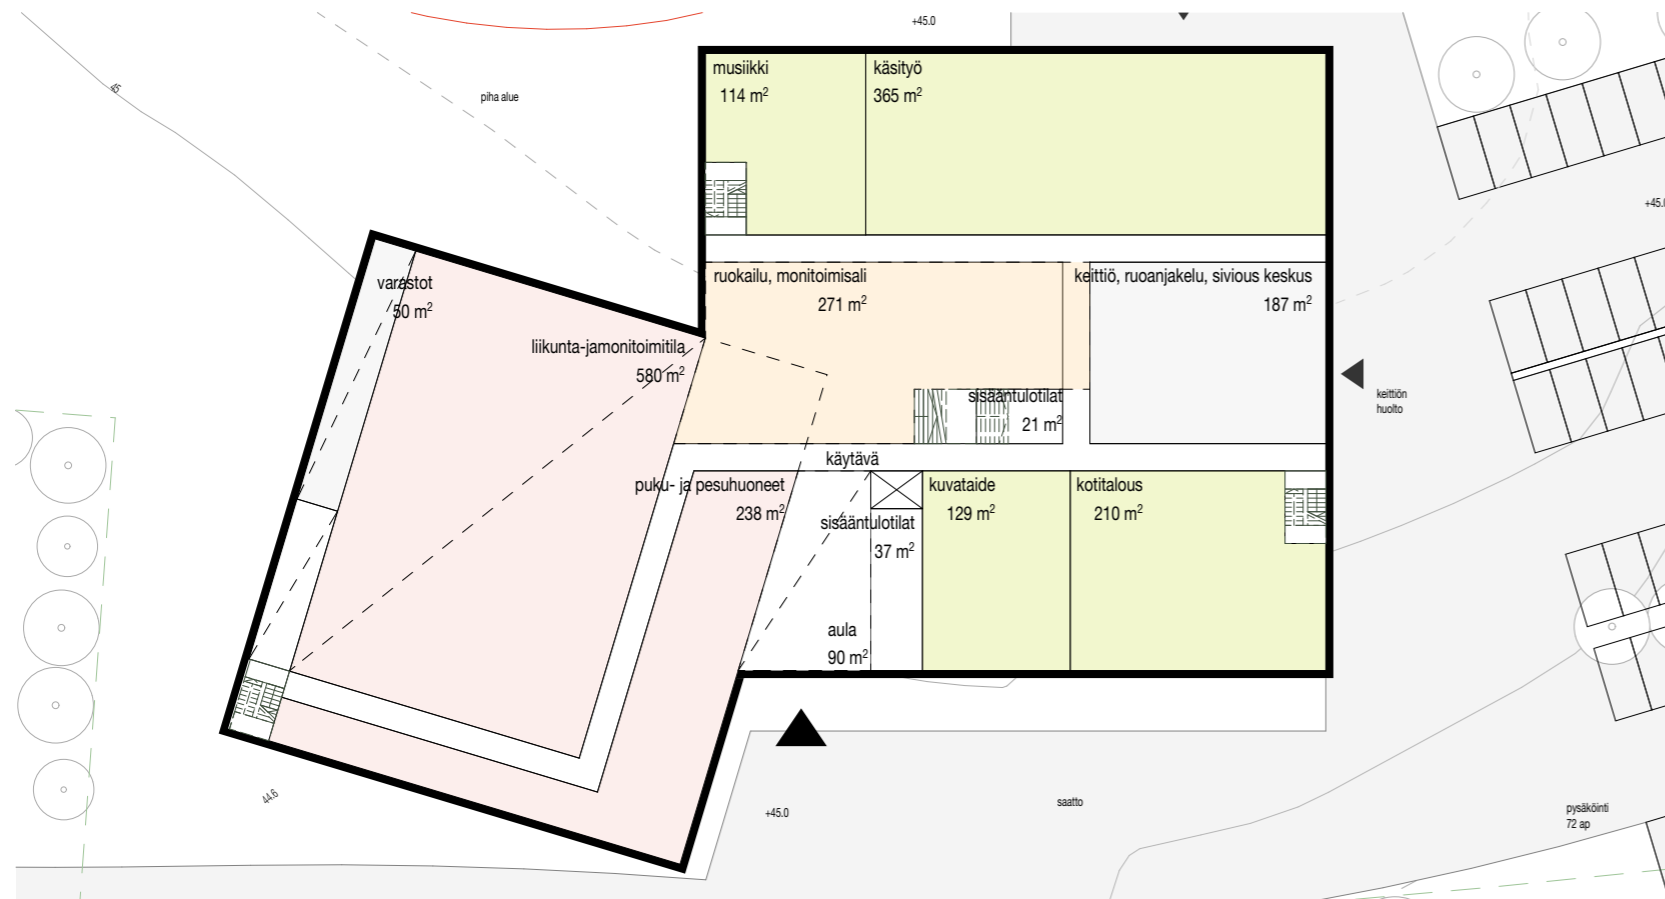 +45.0
musiikki
114 m²
käsityö
365 m²
45
piha alue
+45.0
varastot
50 m²
ruokailu, monitoimisali
271 m²
keittiö, ruoanjakelu, sivious keskus
187 m²
liikunta-jamonitoimitila
580 m²
sisääntulotilat
21 m²
keittiön
huolto
käytävä
puku- ja pesuhuoneet
238 m²
sisääntulotilat
37 m²
kuvataide
129 m²
kotitalous
210 m²
aula
90 m²
44.6
+45.0
saatto
pysäköinti
72 ap